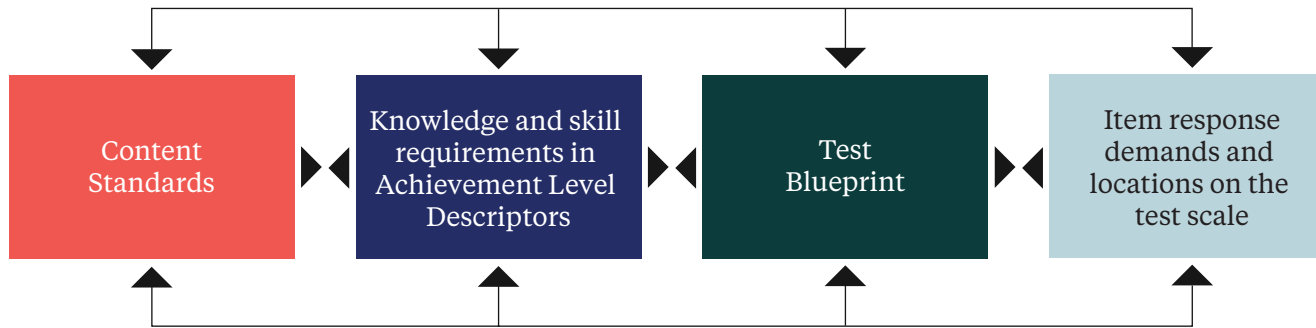 Content
Standards
Knowledge and skill
requirements in
Achievement Level
Descriptors
Test
Blueprint
Item response
demands and
locations on the
test scale